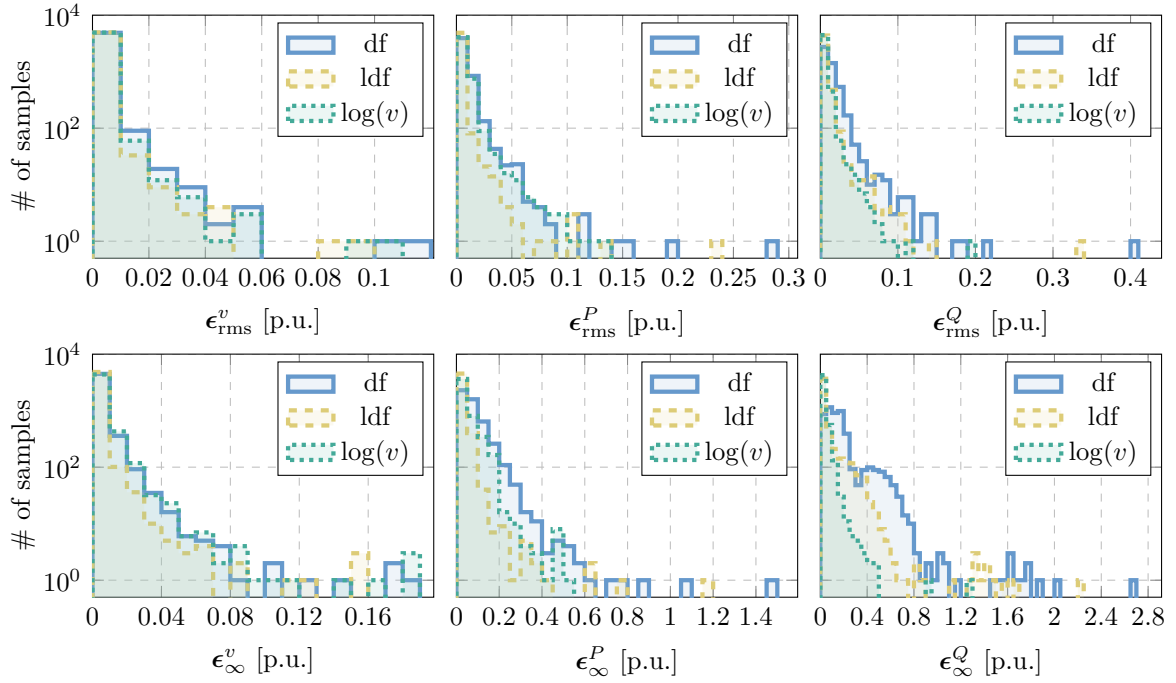 10^4
10^2
10^0
# of samples
df
ldf
log(v)
0 0.02 0.04 0.06 0.08 0.1
ϵ^v_rms [p.u.]
df
ldf
log(v)
0 0.05 0.1 0.15 0.2 0.25 0.3
ϵ^P_rms [p.u.]
df
ldf
log(v)
0 0.1 0.2 0.3 0.4
ϵ^Q_rms [p.u.]
10^4
10^2
10^0
# of samples
df
ldf
log(v)
0 0.04 0.08 0.12 0.16
ϵ^v_∞ [p.u.]
df
ldf
log(v)
0 0.2 0.4 0.6 0.8 1 1.2 1.4
ϵ^P_∞ [p.u.]
df
ldf
log(v)
0 0.4 0.8 1.2 1.6 2 2.4 2.8
ϵ^Q_∞ [p.u.]